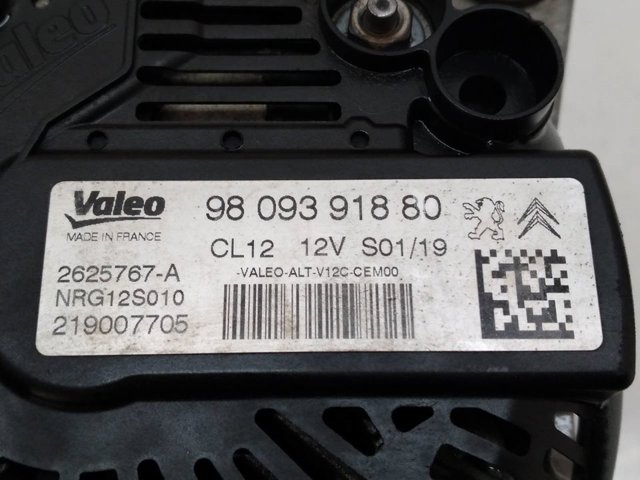 Valeo
Valeo
MADE IN FRANCE
98 093 918 80
CL12 12V S01/19
-VALEO-ALT-V12C-CEM00
2625767-A
NRG12S010
219007705